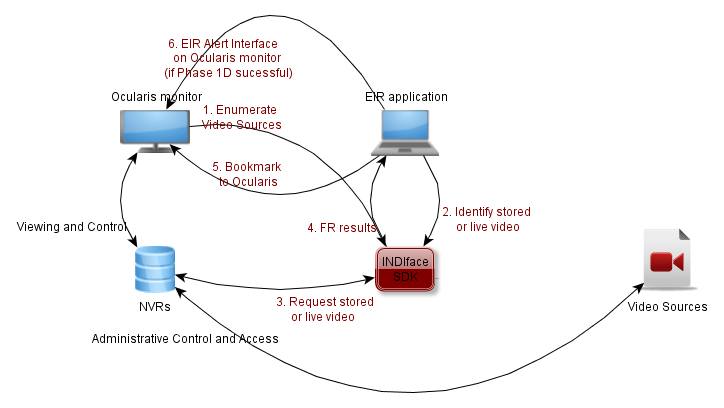 6. EIR Alert Interface
on Ocularis monitor
(if Phase 1D sucessful)
Ocularis monitor
EIR application
1. Enumerate
Video Sources
5. Bookmark
to Ocularis
2. Identify stored
or live video
4. FR results
Viewing and Control
INDIface
SDK
NVRs
3. Request stored
or live video
Video Sources
Administrative Control and Access